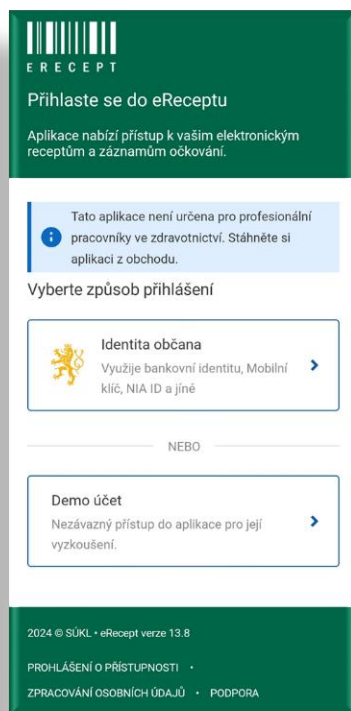 ERECEPT
Přihlaste se do eReceptu
Aplikace nabízí přístup k vašim elektronickým
receptům a záznamům očkování.
Tato aplikace není určena pro profesionální
pracovníky ve zdravotnictví. Stáhněte si
aplikaci z obchodu.
Vyberte způsob přihlášení
Identita občana
Využije bankovní identitu, Mobilní
klíč, NIA ID a jíné
NEBO
Demo účet
Nezávazný přístup do aplikace pro její
vyzkoušení.
2024 © SÚKL • eRecept verze 13.8
PROHLÁŠENÍ O PŘÍSTUPNOSTI •
ZPRACOVÁNÍ OSOBNÍCH ÚDAJŮ • PODPORA